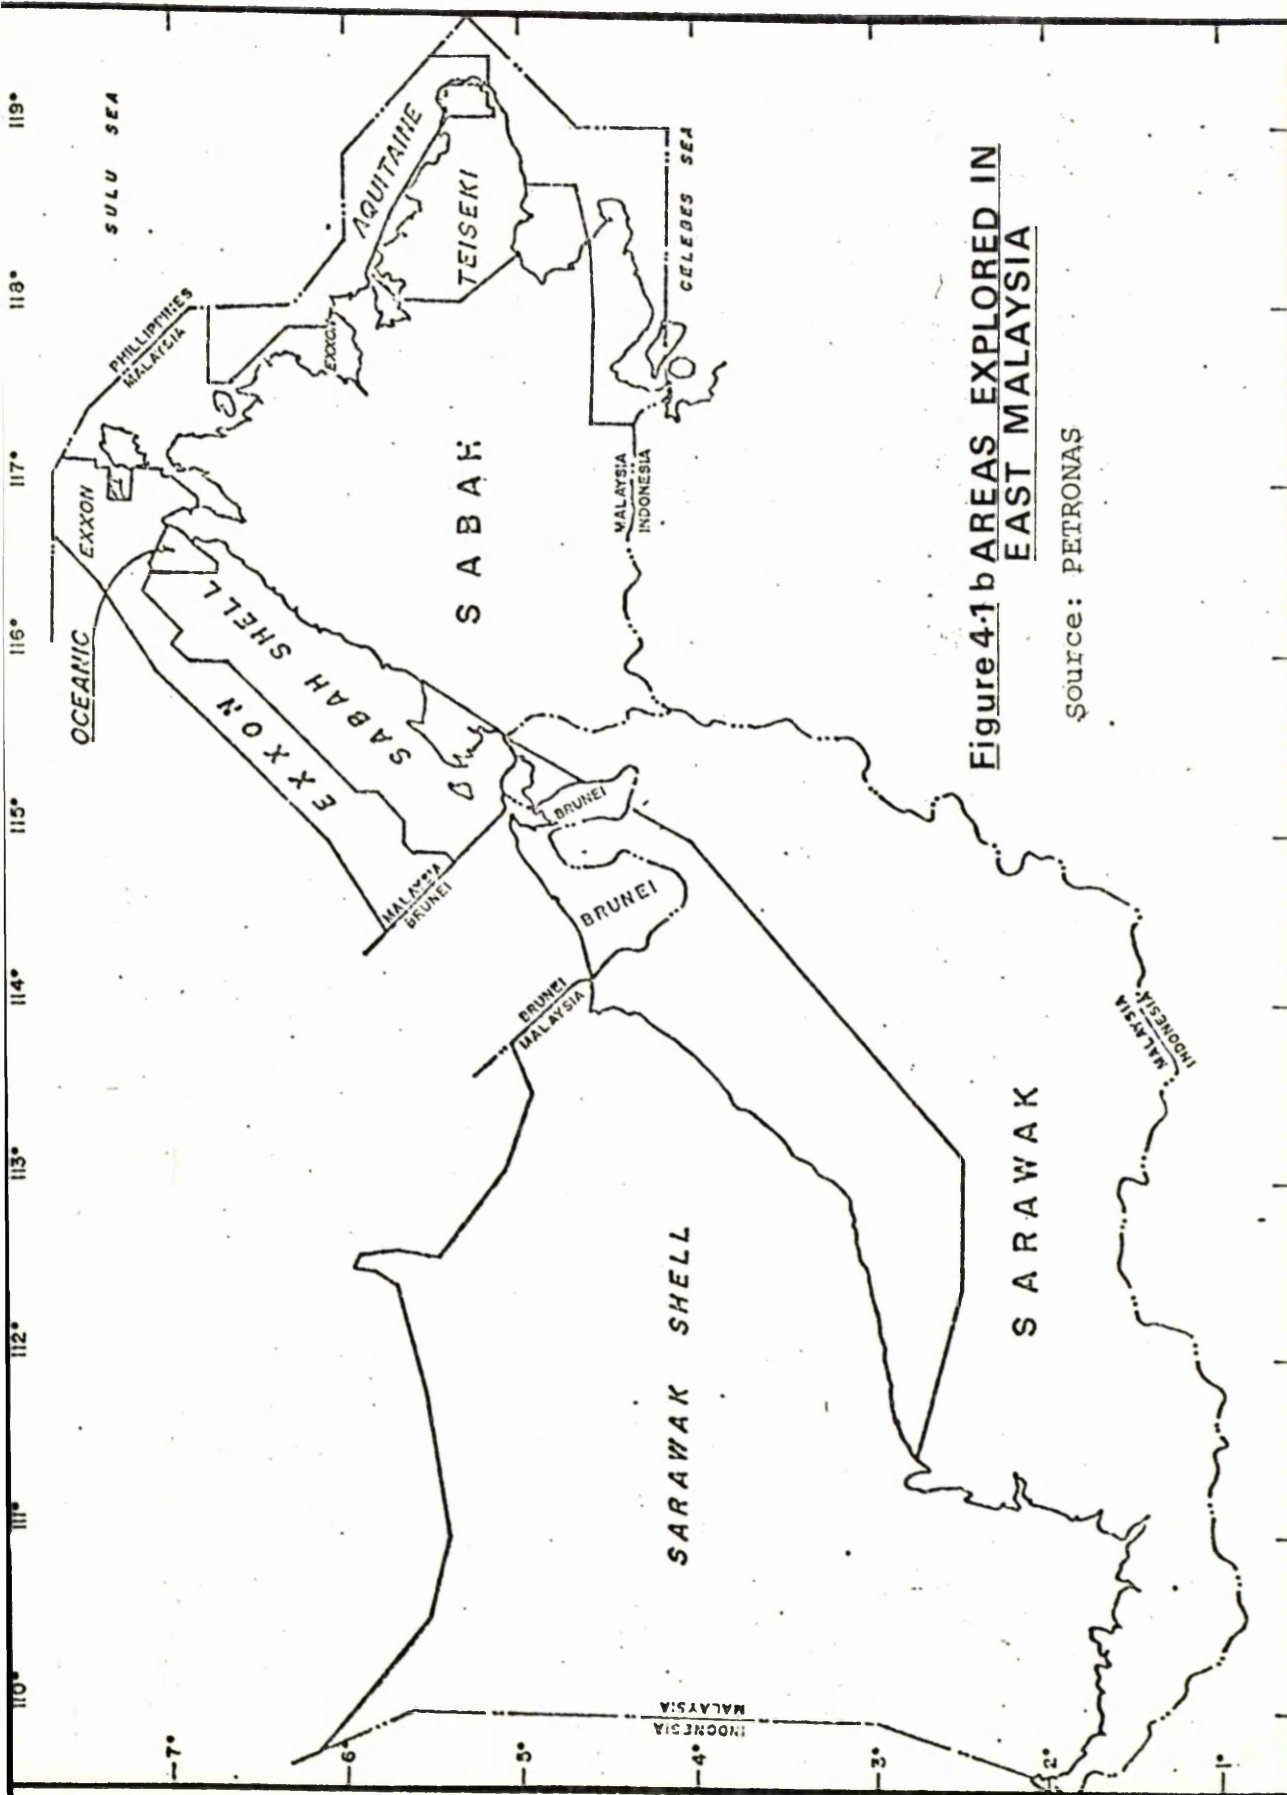 110° 111° 112° 113° 114° 115° 116° 117° 118° 119°
7°
6°
5°
4°
3°
2°
1°
SULU SEA
PHILLIPINES
MALAYSIA
EXXON
OCEANIC
AQUITAINE
TEISEKI
EXXON
SABAH SHELL
EXXON
SABAH
CELEBES SEA
MALAYSIA
INDONESIA
MALAYSIA
BRUNEI
BRUNEI
BRUNEI
BRUNEI
MALAYSIA
SARAWAK SHELL
SARAWAK
MALAYSIA
INDONESIA
INDONESIA
MALAYSIA
Figure 4·1 b AREAS EXPLORED IN
EAST MALAYSIA
Source: PETRONAS